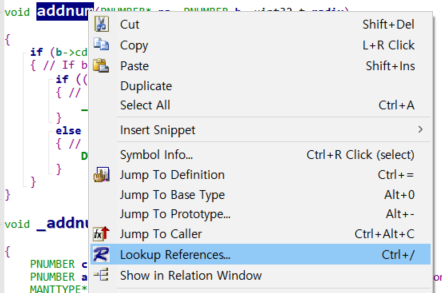 void addnum(PNUMBER* pa, PNUMBER b, uint32_t radix)
{
if (b->cd
{ // If b
if ((
{ //
}
else
{ //
D
}
}
}
void _addnu
{
PNUMBER c
PNUMBER a
MANTTYPE*
Cut Shift+Del
Copy L+R Click
Paste Shift+Ins
Duplicate
Select All Ctrl+A
Insert Snippet >
Symbol Info... Ctrl+R Click (select)
Jump To Definition Ctrl+=
Jump To Base Type Alt+0
Jump To Prototype... Alt+-
Jump To Caller Ctrl+Alt+C
Lookup References... Ctrl+/
Show in Relation Window